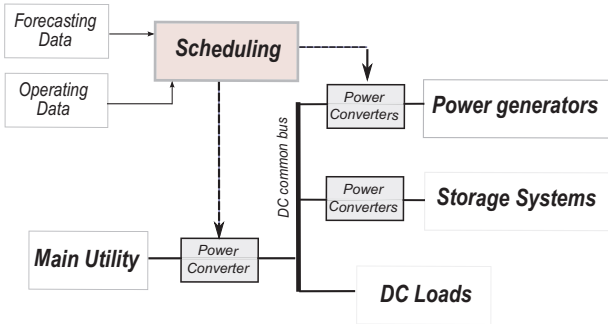 Forecasting
Data
Scheduling
Operating
Data
Power
Converters
Power generators
DC common bus
Power
Converters
Storage Systems
Main Utility
Power
Converter
DC Loads